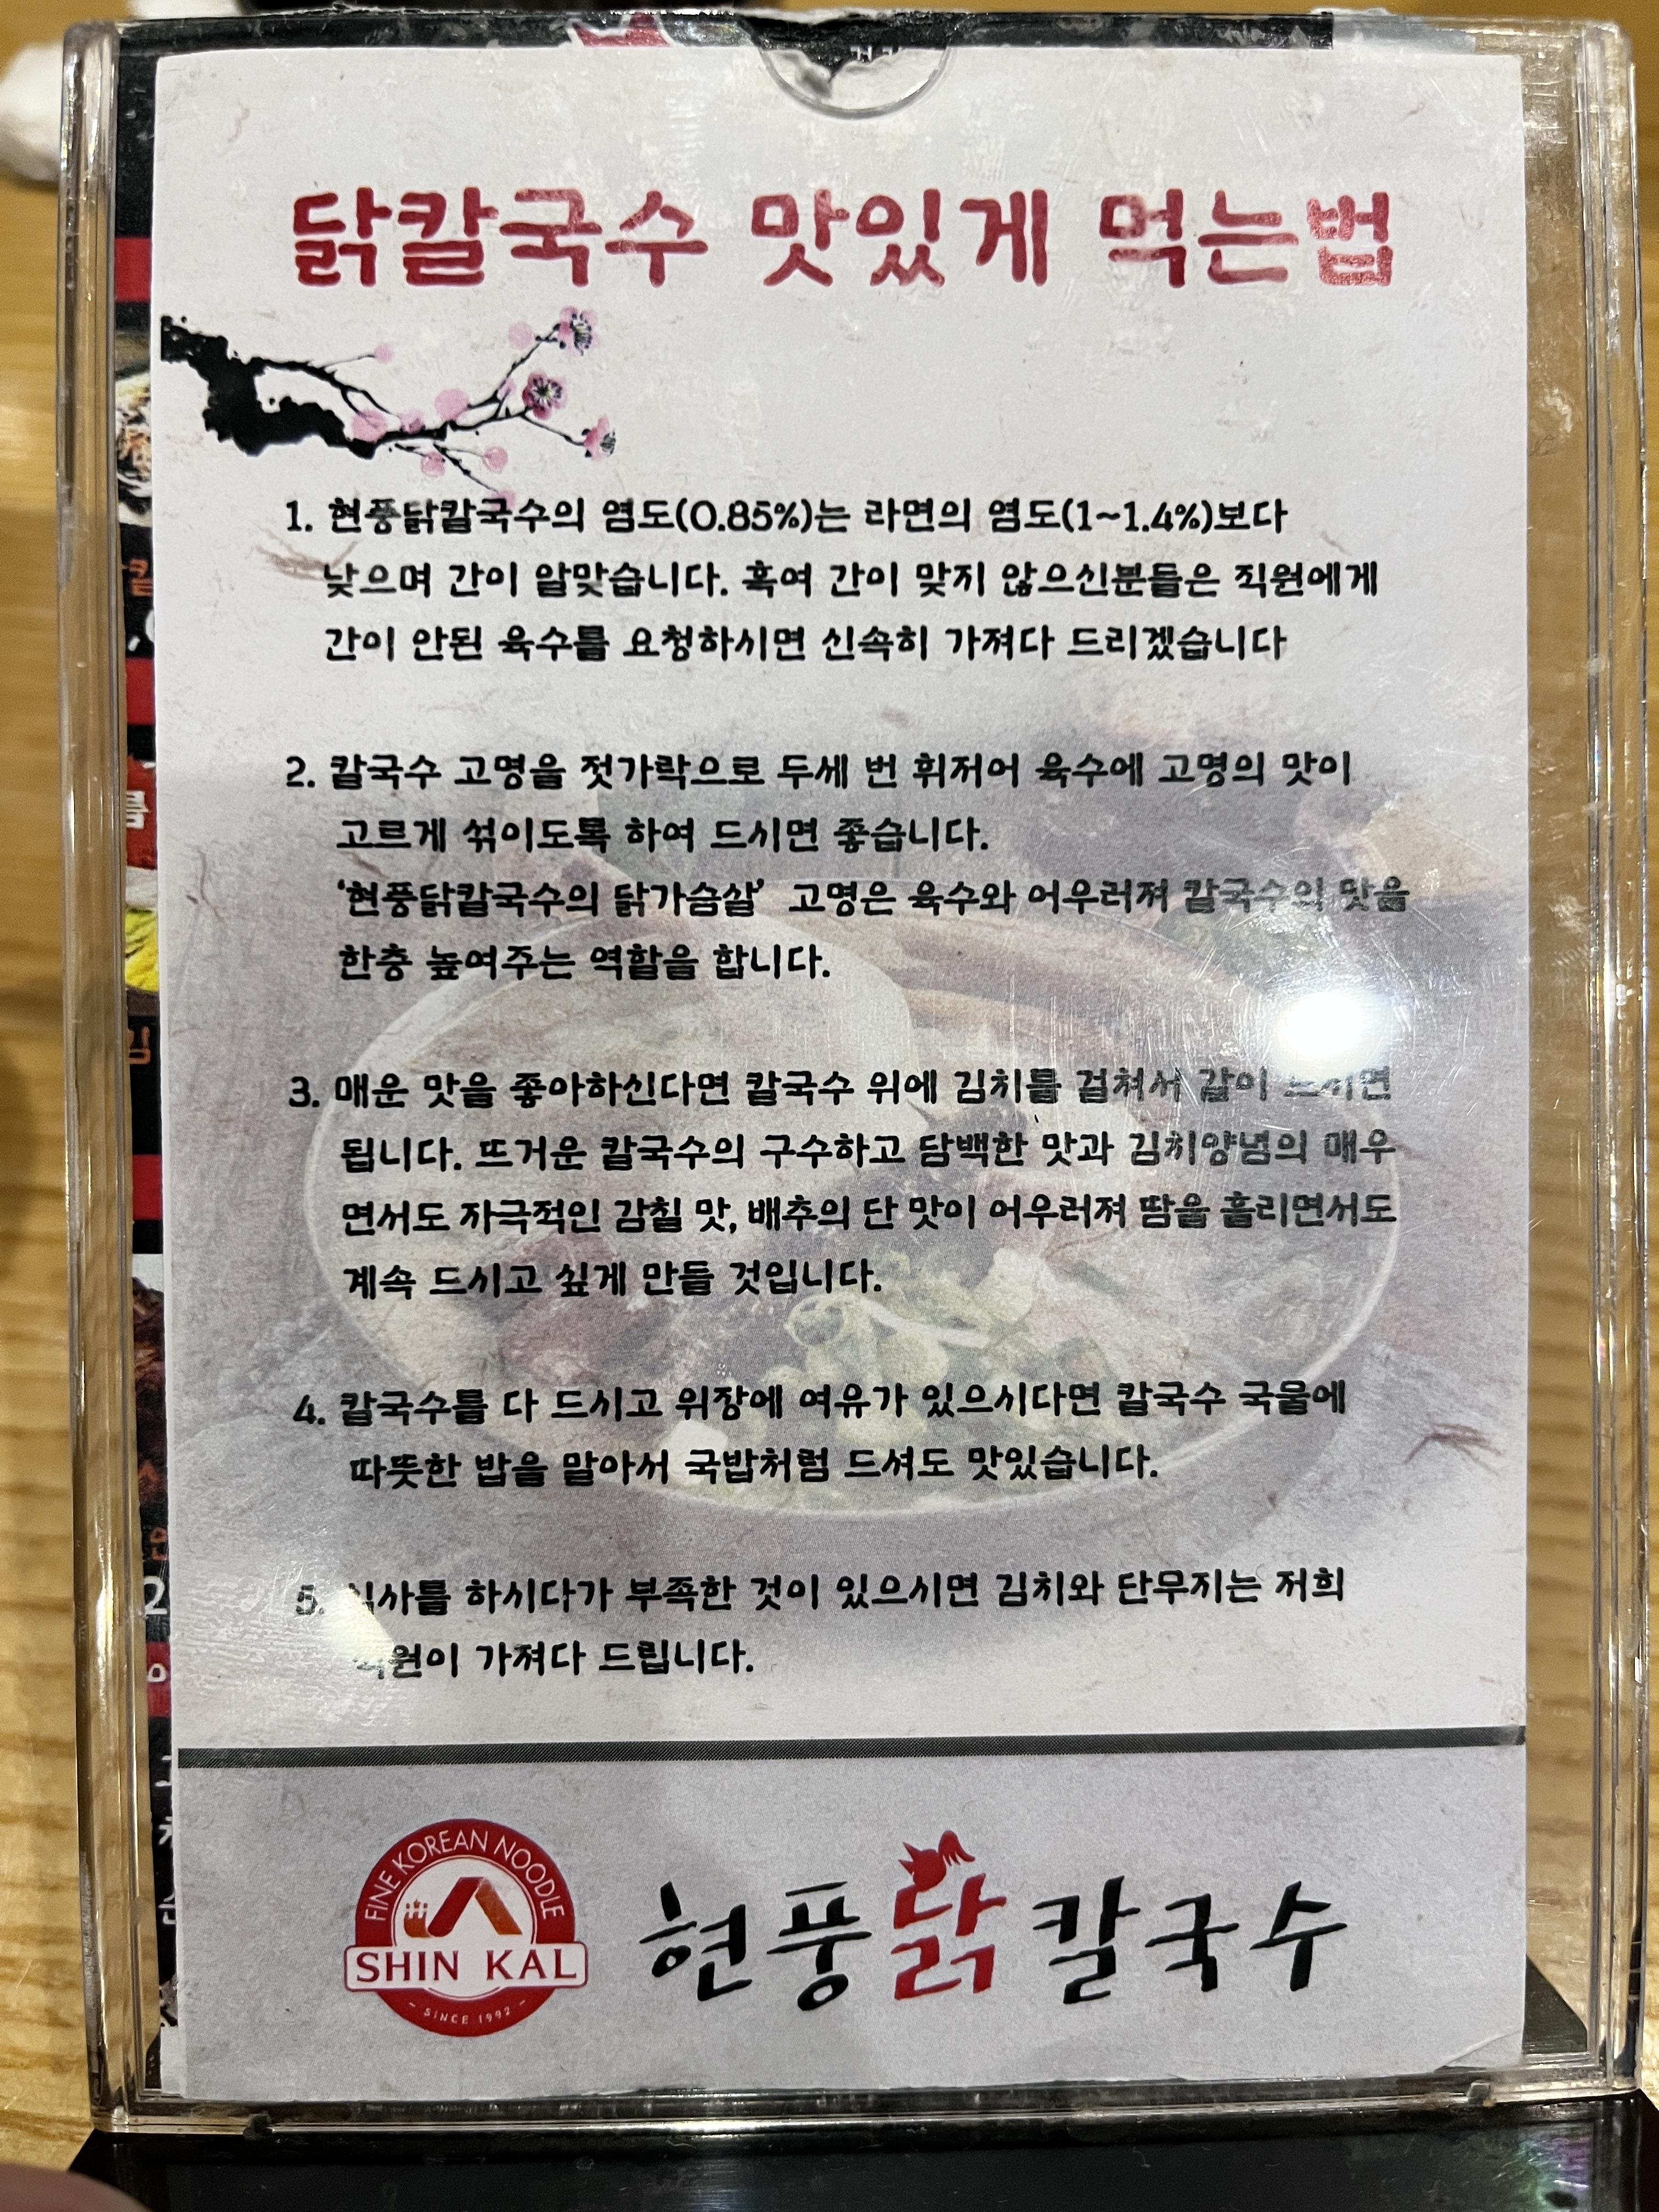 닭칼국수 맛있게 먹는법
1. 현풍닭칼국수의 염도(0.85%)는 라면의 염도(1~1.4%)보다
낮으며 간이 알맞습니다. 혹여 간이 맞지 않으신분들은 직원에게
간이 안된 육수를 요청하시면 신속히 가져다 드리겠습니다
2. 칼국수 고명을 젓가락으로 두세 번 휘저어 육수에 고명의 맛이
고르게 섞이도록 하여 드시면 좋습니다.
'현풍닭칼국수의 닭가슴살' 고명은 육수와 어우러져 칼국수의 맛을
한층 높여주는 역할을 합니다.
3. 매운 맛을 좋아하신다면 칼국수 위에 김치를 걸쳐서 같이 드시면
됩니다. 뜨거운 칼국수의 구수하고 담백한 맛과 김치양념의 매우
면서도 자극적인 감칠 맛, 배추의 단 맛이 어우러져 땀을 흘리면서도
계속 드시고 싶게 만들 것입니다.
4. 칼국수를 다 드시고 위장에 여유가 있으시다면 칼국수 국물에
따뜻한 밥을 말아서 국밥처럼 드셔도 맛있습니다.
5. 식사를 하시다가 부족한 것이 있으시면 김치와 단무지는 저희
직원이 가져다 드립니다.
FINE KOREAN NOODLE
SHIN KAL
- SINCE 1992 -
현풍닭칼국수